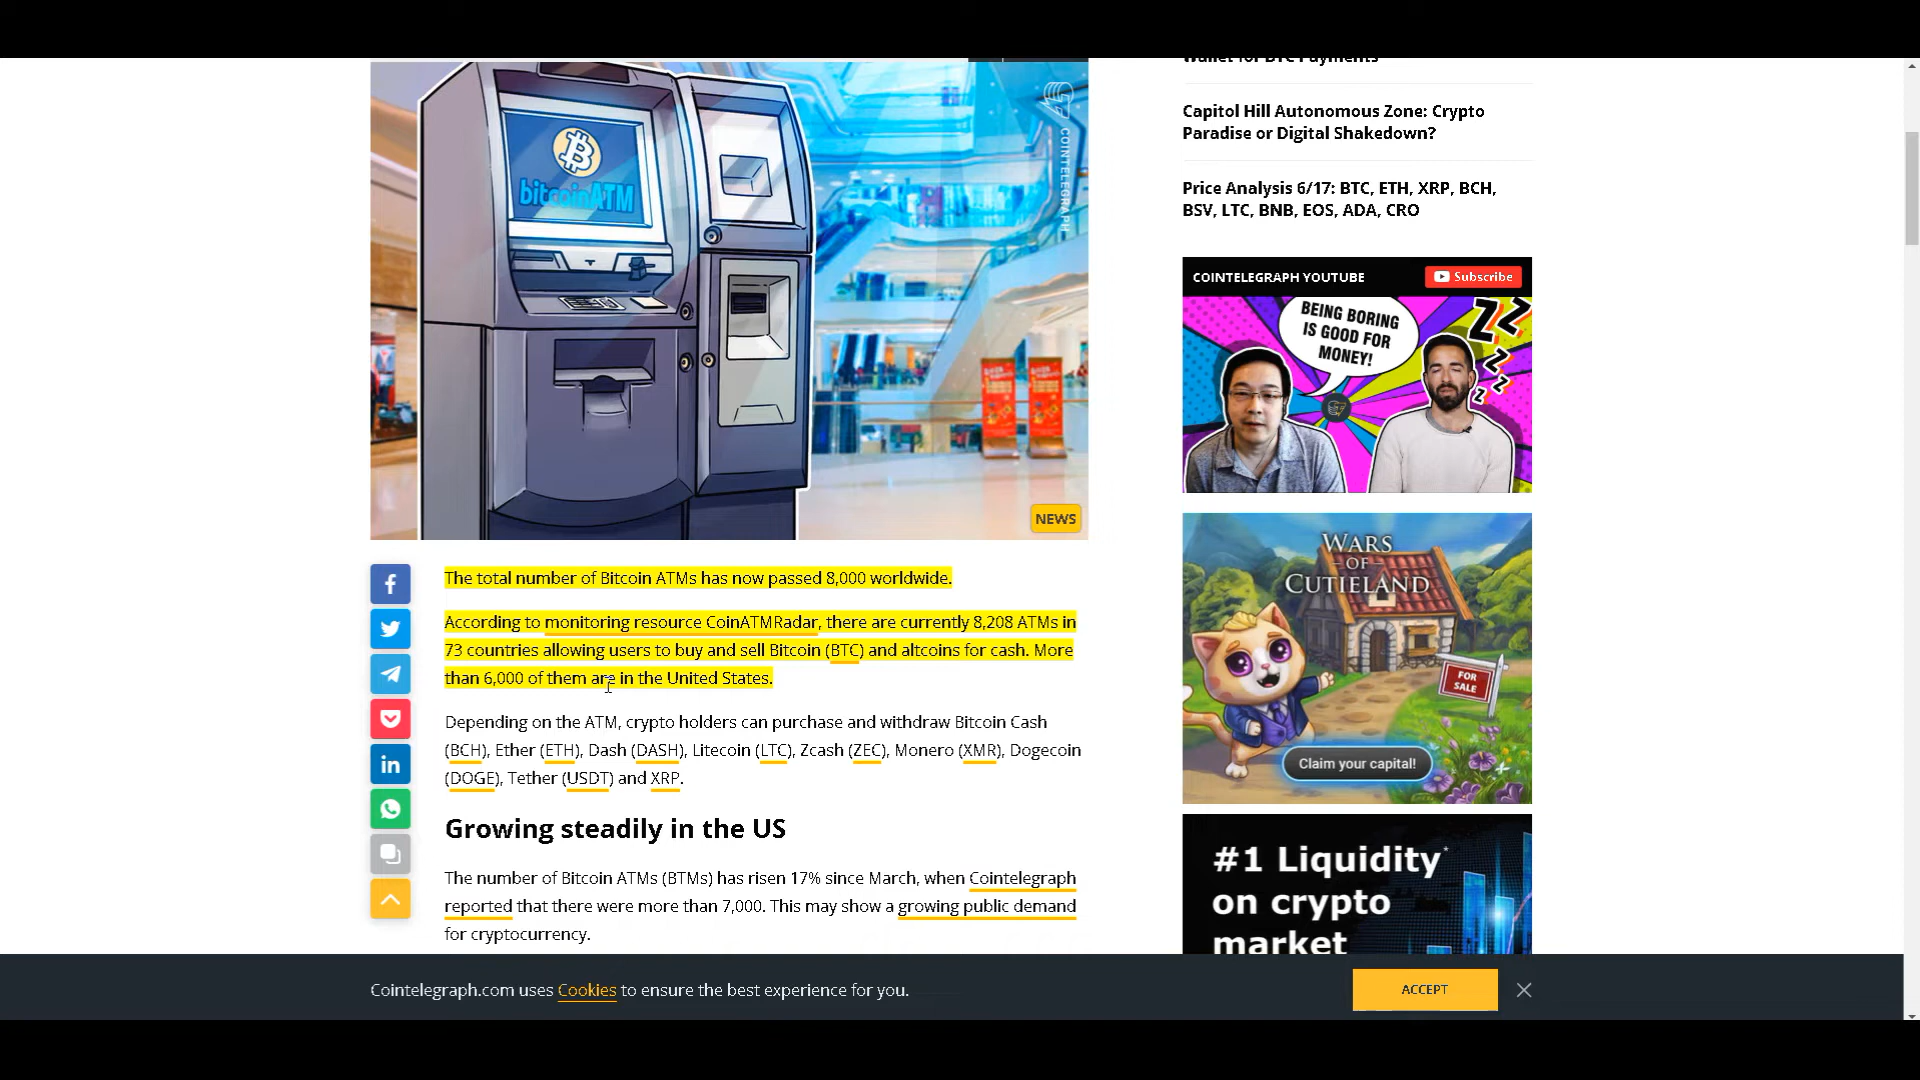 bitcoinATM
COINTELEGRAPH
NEWS
The total number of Bitcoin ATMs has now passed 8,000 worldwide.
According to monitoring resource CoinATMRadar, there are currently 8,208 ATMs in
73 countries allowing users to buy and sell Bitcoin (BTC) and altcoins for cash. More
than 6,000 of them are in the United States.
Depending on the ATM, crypto holders can purchase and withdraw Bitcoin Cash
(BCH), Ether (ETH), Dash (DASH), Litecoin (LTC), Zcash (ZEC), Monero (XMR), Dogecoin
(DOGE), Tether (USDT) and XRP.
Growing steadily in the US
The number of Bitcoin ATMs (BTMs) has risen 17% since March, when Cointelegraph
reported that there were more than 7,000. This may show a growing public demand
for cryptocurrency.
Wallet for BTC Payments
Capitol Hill Autonomous Zone: Crypto
Paradise or Digital Shakedown?
Price Analysis 6/17: BTC, ETH, XRP, BCH,
BSV, LTC, BNB, EOS, ADA, CRO
COINTELEGRAPH YOUTUBE
Subscribe
BEING BORING
IS GOOD FOR
MONEY!
ZZZZZ
WARS
OF
CUTIELAND
FOR
SALE
Claim your capital!
#1 Liquidity*
on crypto
market
Cointelegraph.com uses Cookies to ensure the best experience for you.
ACCEPT